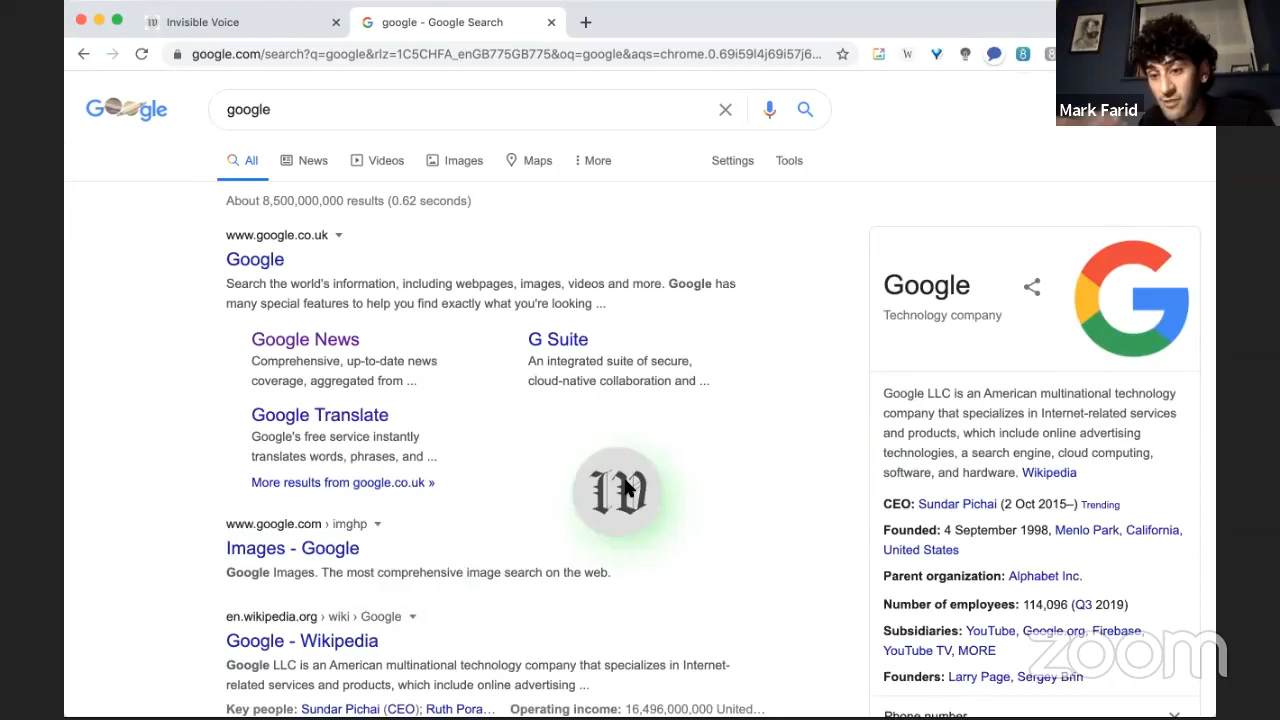 Invisible Voice
google - Google Search
google.com/search?q=google&rlz=1C5CHFA_enGB775GB775&oq=google&aqs=chrome.0.69i59l4j69i57j6...
Mark Farid
Google
google
All
News
Videos
Images
Maps
More
Settings
Tools
About 8,500,000,000 results (0.62 seconds)
www.google.co.uk
Google
Search the world's information, including webpages, images, videos and more. Google has
many special features to help you find exactly what you're looking ...
Google News
Comprehensive, up-to-date news
coverage, aggregated from ...
G Suite
An integrated suite of secure,
cloud-native collaboration and ...
Google Translate
Google's free service instantly
translates words, phrases, and ...
More results from google.co.uk »
IV
www.google.com › imghp
Images - Google
Google Images. The most comprehensive image search on the web.
en.wikipedia.org › wiki › Google
Google - Wikipedia
Google LLC is an American multinational technology company that specializes in Internet-
related services and products, which include online advertising ...
Key people: Sundar Pichai (CEO); Ruth Pora... Operating income: 16,496,000,000 United...
Google
Technology company
Google LLC is an American multinational technology
company that specializes in Internet-related services
and products, which include online advertising
technologies, a search engine, cloud computing,
software, and hardware. Wikipedia
CEO: Sundar Pichai (2 Oct 2015–) Trending
Founded: 4 September 1998, Menlo Park, California,
United States
Parent organization: Alphabet Inc.
Number of employees: 114,096 (Q3 2019)
Subsidiaries: YouTube, Google.org, Firebase,
YouTube TV, MORE
Founders: Larry Page, Sergey Brin
Phone number
zoom